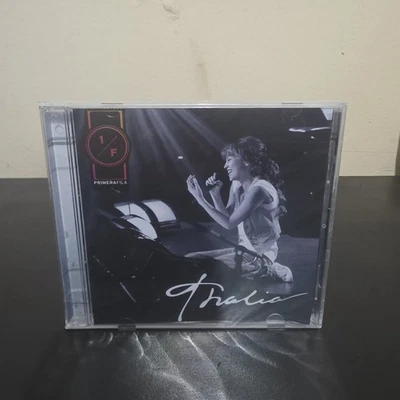 1
F
PRIMERA FILA
Thalia